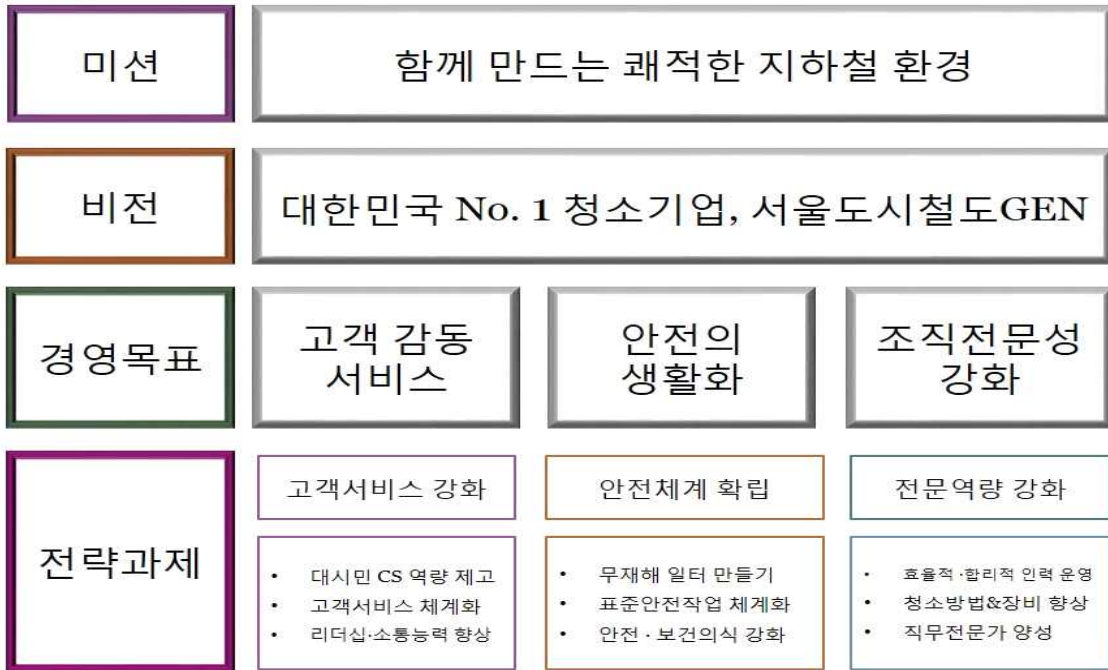 미션
함께 만드는 쾌적한 지하철 환경
비전
대한민국 No. 1 청소기업, 서울도시철도GEN
경영목표
고객 감동
서비스
안전의
생활화
조직전문성
강화
전략과제
고객서비스 강화
• 대시민 CS 역량 제고
• 고객서비스 체계화
• 리더십·소통능력 향상
안전체계 확립
• 무재해 일터 만들기
• 표준안전작업 체계화
• 안전 · 보건의식 강화
전문역량 강화
• 효율적 ·합리적 인력 운영
• 청소방법&장비 향상
• 직무전문가 양성